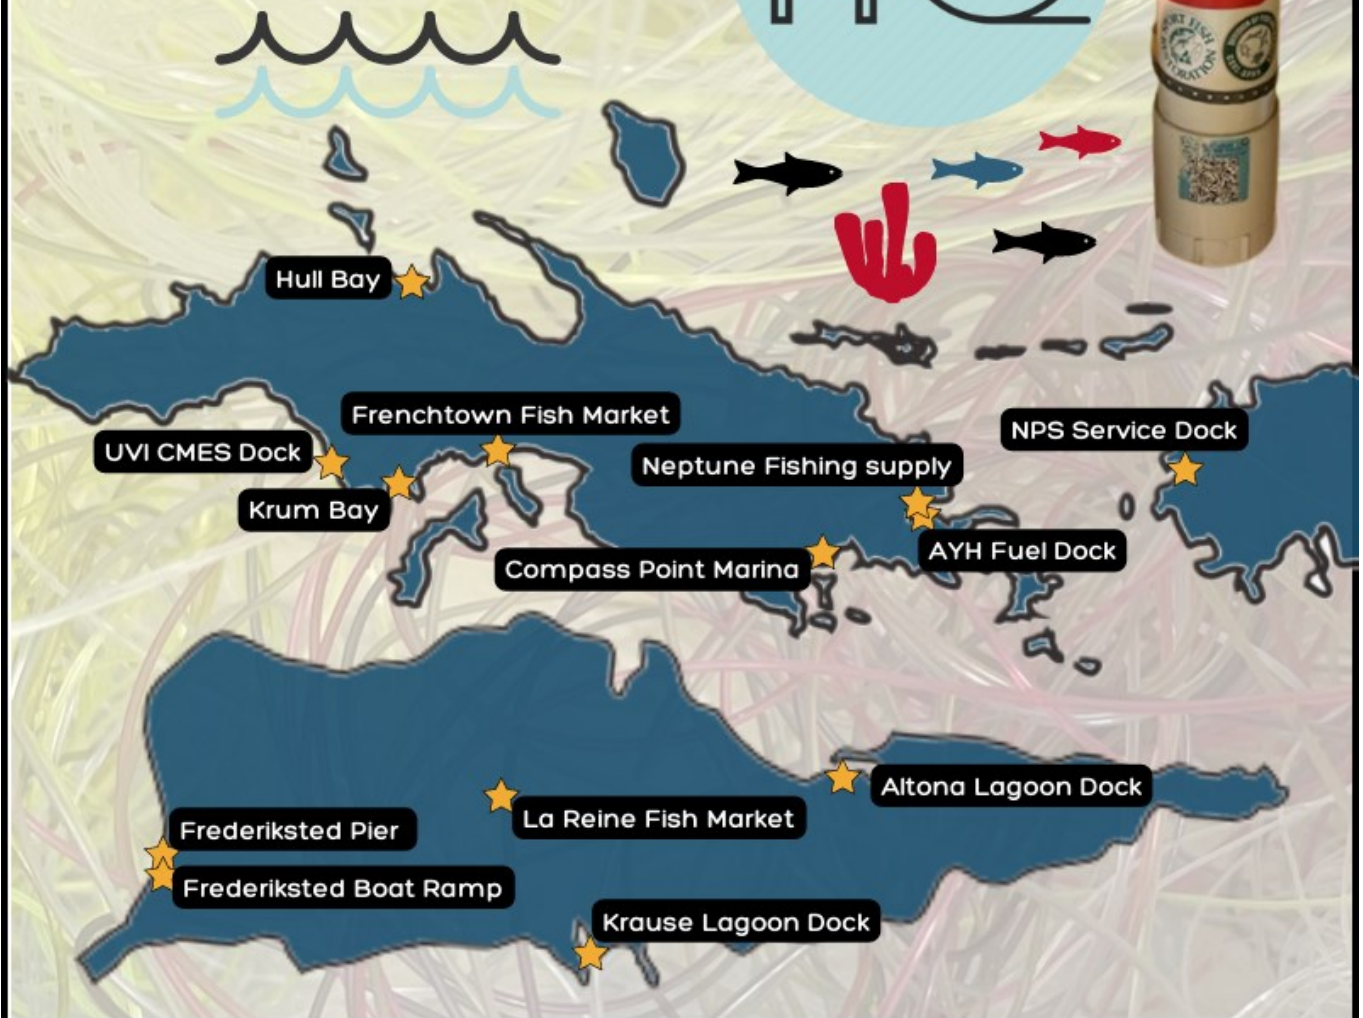 Hull Bay
Frenchtown Fish Market
NPS Service Dock
UVI CMES Dock
Neptune Fishing supply
Krum Bay
AYH Fuel Dock
Compass Point Marina
Altona Lagoon Dock
La Reine Fish Market
Frederiksted Pier
Frederiksted Boat Ramp
Krause Lagoon Dock